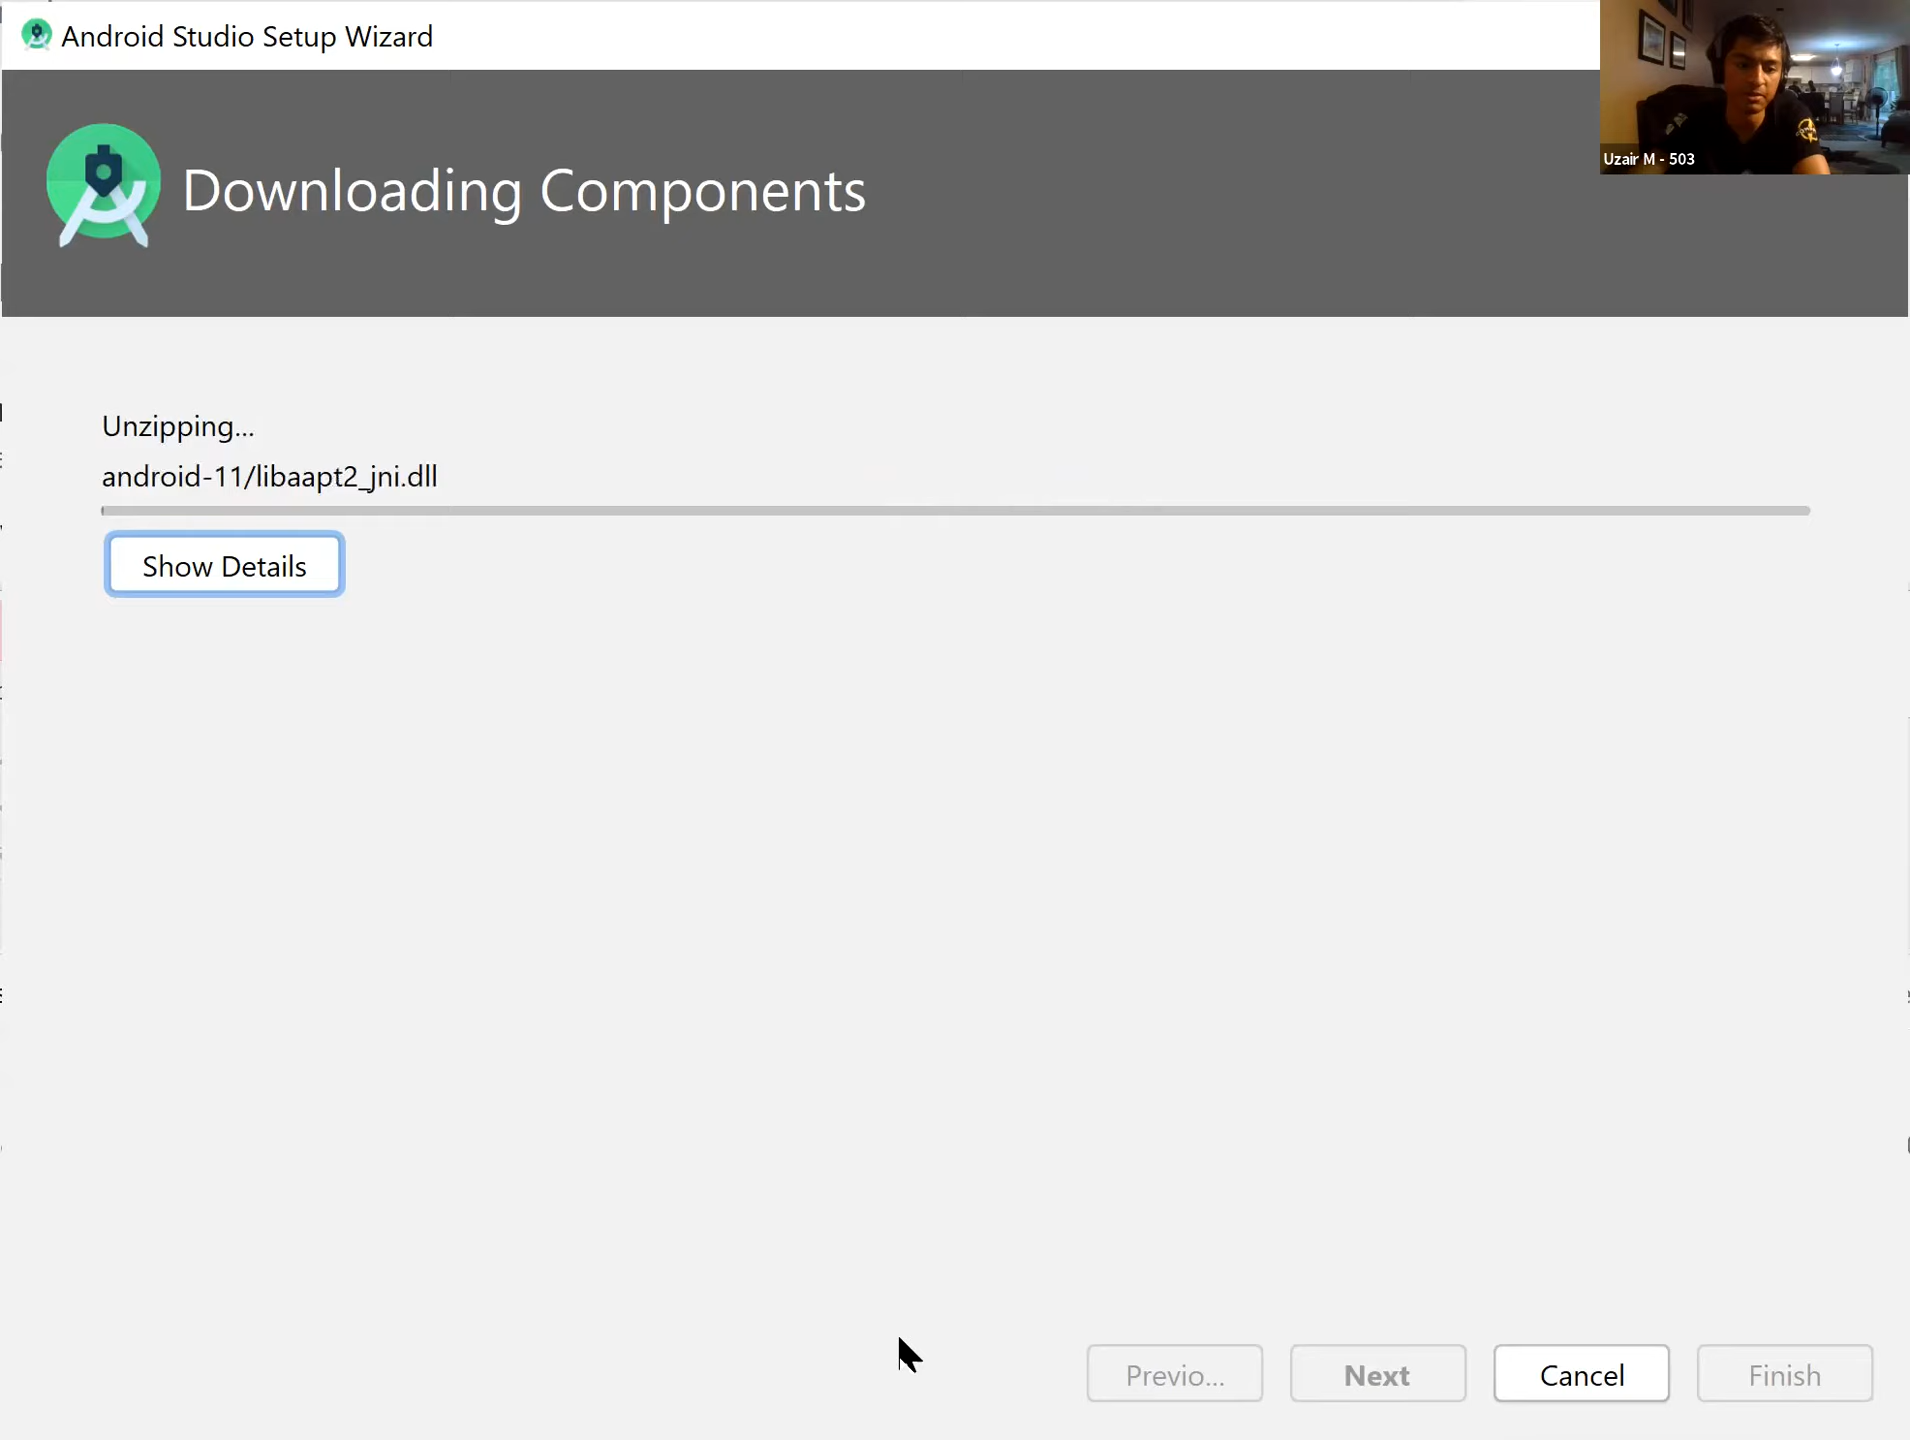 Android Studio Setup Wizard
Uzair M - 503
Downloading Components
Unzipping...
android-11/libaapt2_jni.dll
Show Details
Previo...
Next
Cancel
Finish